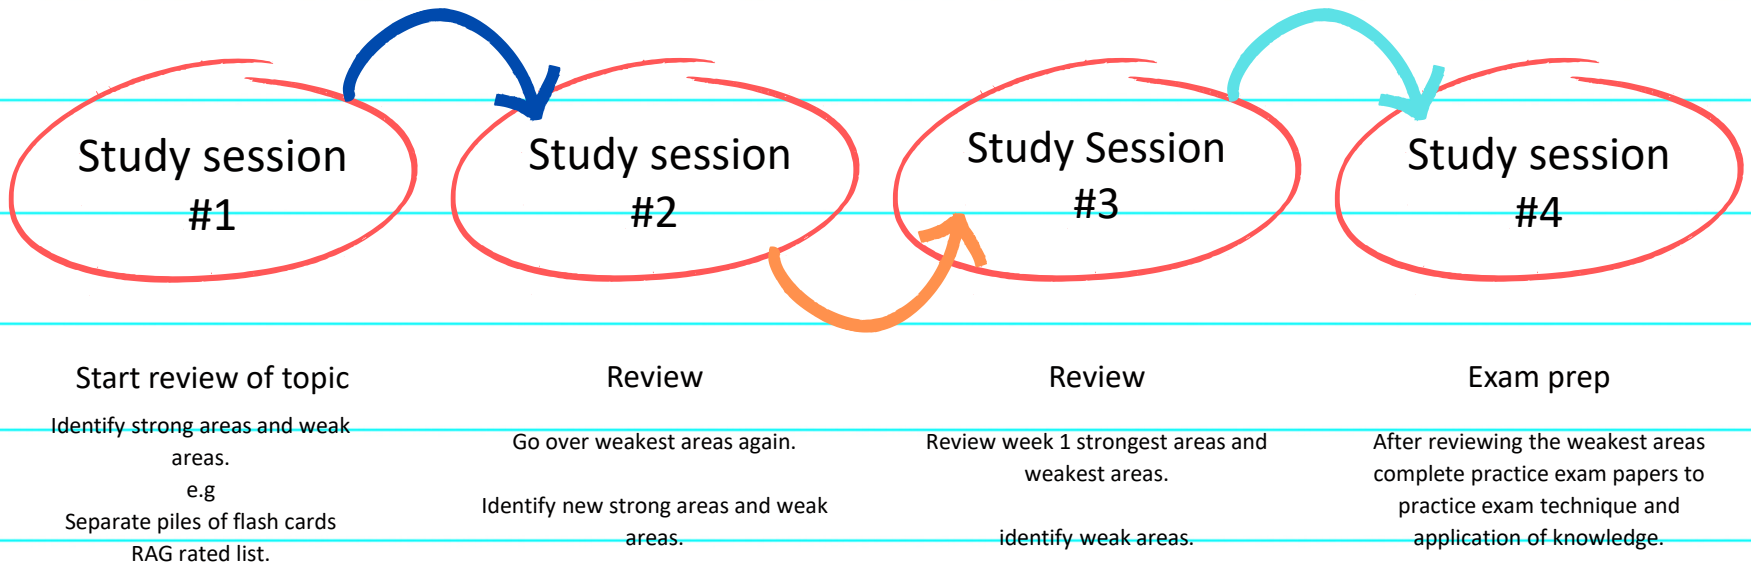 Study session
#1
Study session
#2
Study Session
#3
Study session
#4
Start review of topic
Identify strong areas and weak
areas.
e.g
Separate piles of flash cards
RAG rated list.
Review
Go over weakest areas again.
Identify new strong areas and weak
areas.
Review
Review week 1 strongest areas and
weakest areas.
identify weak areas.
Exam prep
After reviewing the weakest areas
complete practice exam papers to
practice exam technique and
application of knowledge.